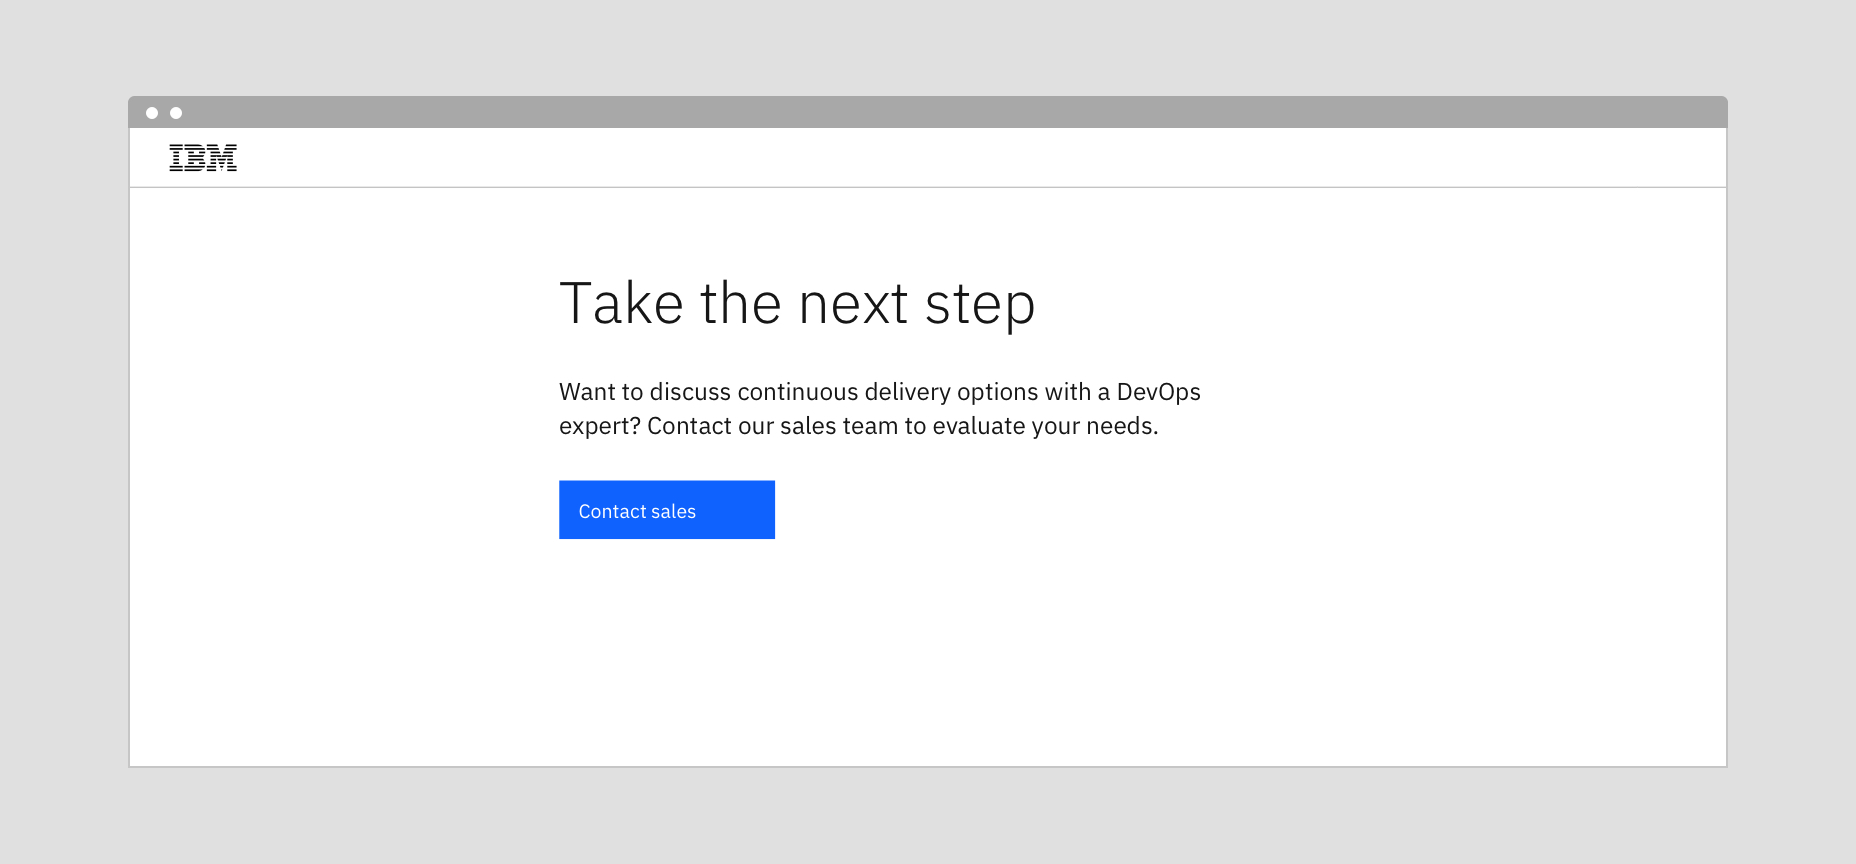 IBM
Take the next step
Want to discuss continuous delivery options with a DevOps
expert? Contact our sales team to evaluate your needs.
Contact sales